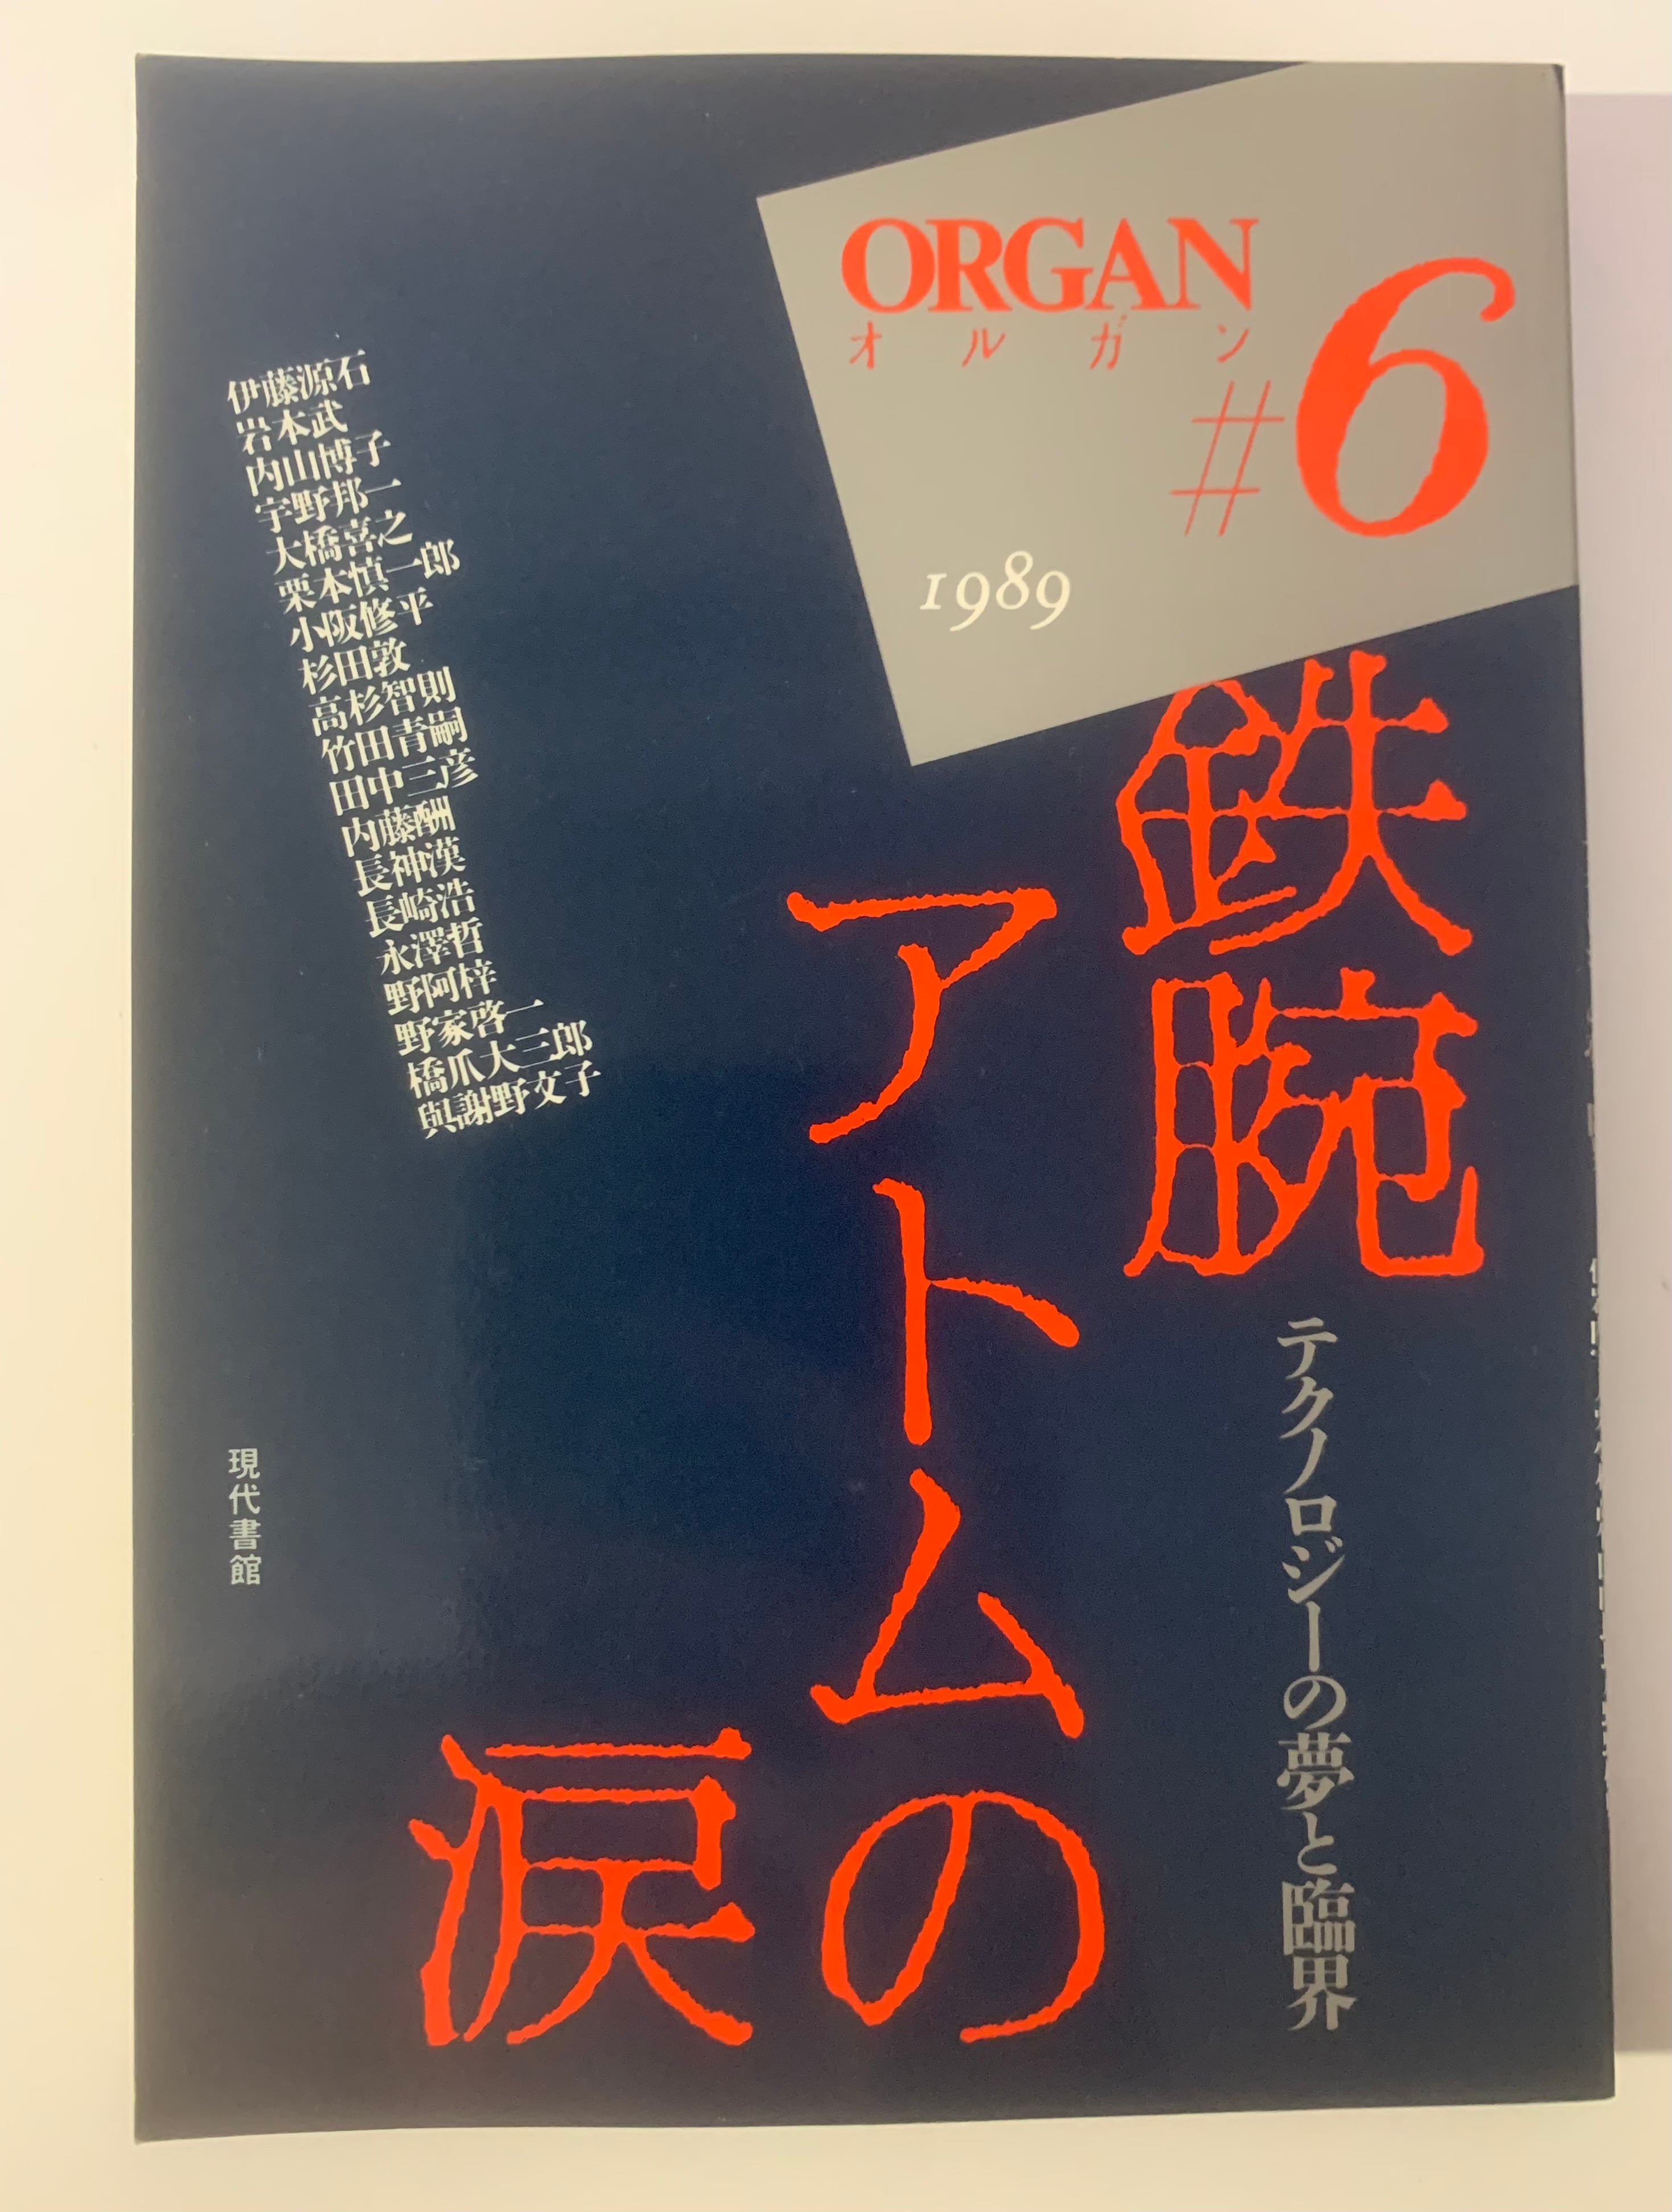 ORGAN
オルガン
#6
1989
鉄腕
アトムの
涙
テクノロジーの夢と臨界
伊藤源石
岩本武
内山博子
宇野邦一
大橋喜之
栗本慎一郎
小阪修平
杉田敦
高杉智則
竹田青嗣
田中三彦
内藤酬
長神漢
長崎浩
永澤哲
野阿梓
野家啓一
橋爪大三郎
與謝野文子
現代書館